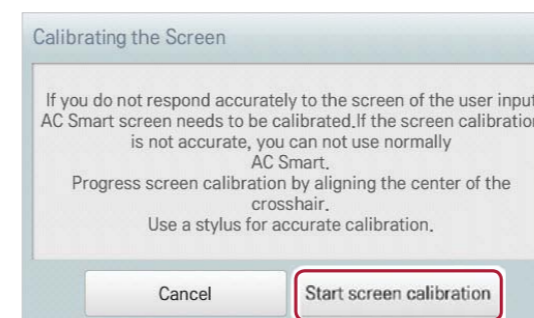 Calibrating the Screen
If you do not respond accurately to the screen of the user input
AC Smart screen needs to be calibrated.If the screen calibration
is not accurate, you can not use normally
AC Smart.
Progress screen calibration by aligning the center of the
crosshair.
Use a stylus for accurate calibration.
Cancel
Start screen calibration